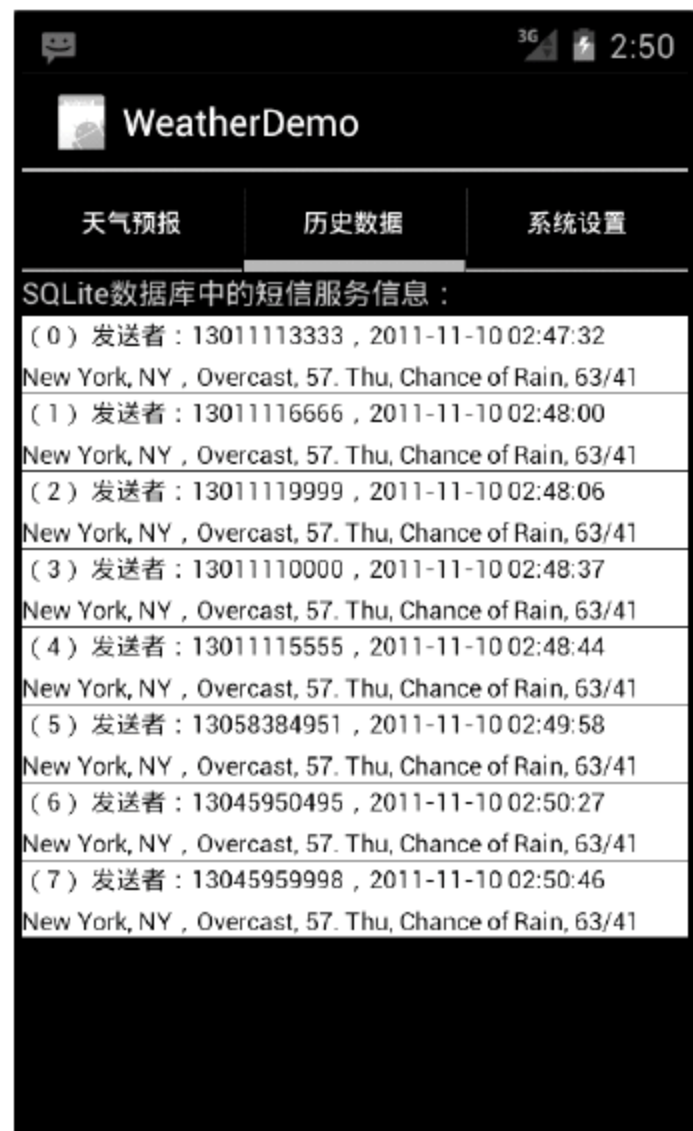 3G 2:50
WeatherDemo
天气预报 历史数据 系统设置
SQLite数据库中的短信服务信息：
（0）发送者：13011113333，2011-11-10 02:47:32
New York, NY , Overcast, 57. Thu, Chance of Rain, 63/41
（1）发送者：13011116666，2011-11-10 02:48:00
New York, NY , Overcast, 57. Thu, Chance of Rain, 63/41
（2）发送者：13011119999，2011-11-10 02:48:06
New York, NY , Overcast, 57. Thu, Chance of Rain, 63/41
（3）发送者：13011110000，2011-11-10 02:48:37
New York, NY , Overcast, 57. Thu, Chance of Rain, 63/41
（4）发送者：13011115555，2011-11-10 02:48:44
New York, NY , Overcast, 57. Thu, Chance of Rain, 63/41
（5）发送者：13058384951，2011-11-10 02:49:58
New York, NY , Overcast, 57. Thu, Chance of Rain, 63/41
（6）发送者：13045950495，2011-11-10 02:50:27
New York, NY , Overcast, 57. Thu, Chance of Rain, 63/41
（7）发送者：13045959998，2011-11-10 02:50:46
New York, NY , Overcast, 57. Thu, Chance of Rain, 63/41